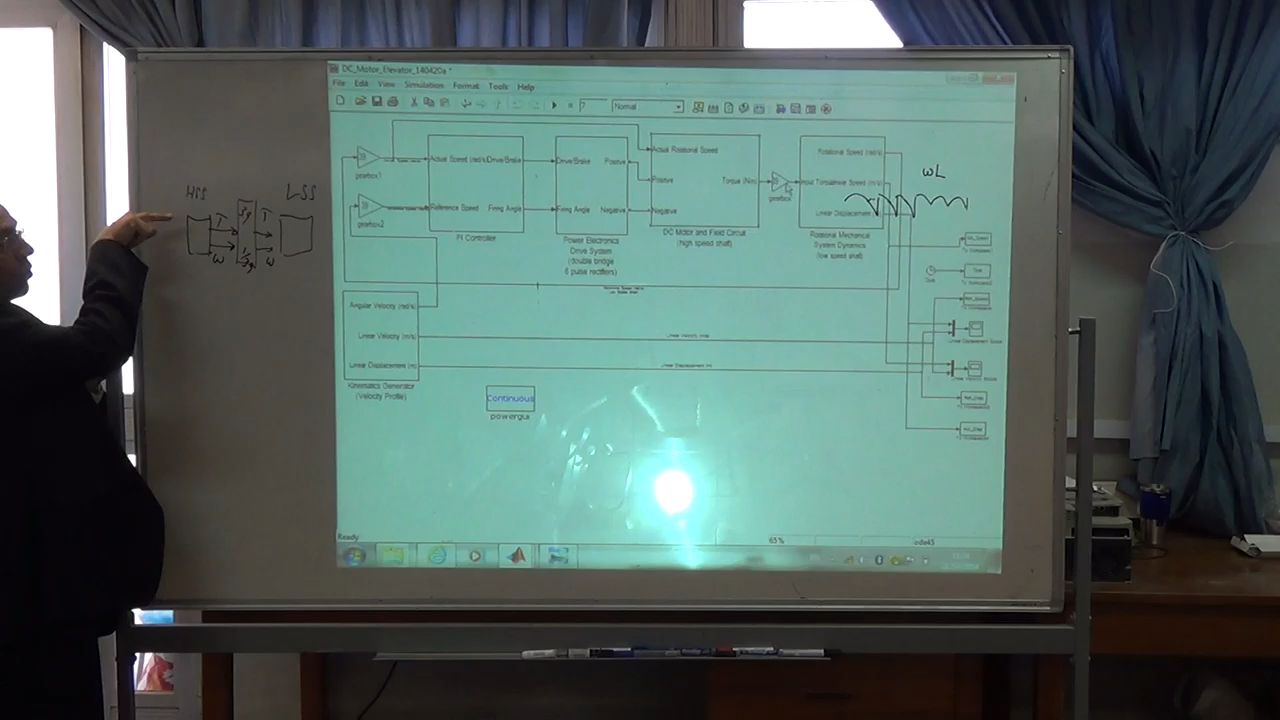 DC_Motor_Elevator_140420a *
File Edit View Simulation Format Tools Help
Normal
HSS
LSS
T
T
ω
ω
ωL
gearbox1
gearbox2
Actual Speed (rad/s)
Drive/Brake
Reference Speed
Firing Angle
PI Controller
Drive/Brake
Positive
Firing Angle
Negative
Power Electronics
Drive System
(double bridge
6 pulse rectifiers)
Actual Rotational Speed
Positive
Torque (N/m)
Negative
DC Motor and Field Circuit
(high speed shaft)
gearbox
Rotational Speed (rad/s)
Input Torque
Linear Displacement
Rotational Mechanical
System Dynamics
(low speed shaft)
Clock
Angular Velocity (rad/s)
Linear Velocity (m/s)
Linear Displacement (m)
Kinematics Generator
(Velocity Profile)
Linear Velocity (m/s)
Linear Displacement (m)
Continuous
powergui
Ready
65%
ode45